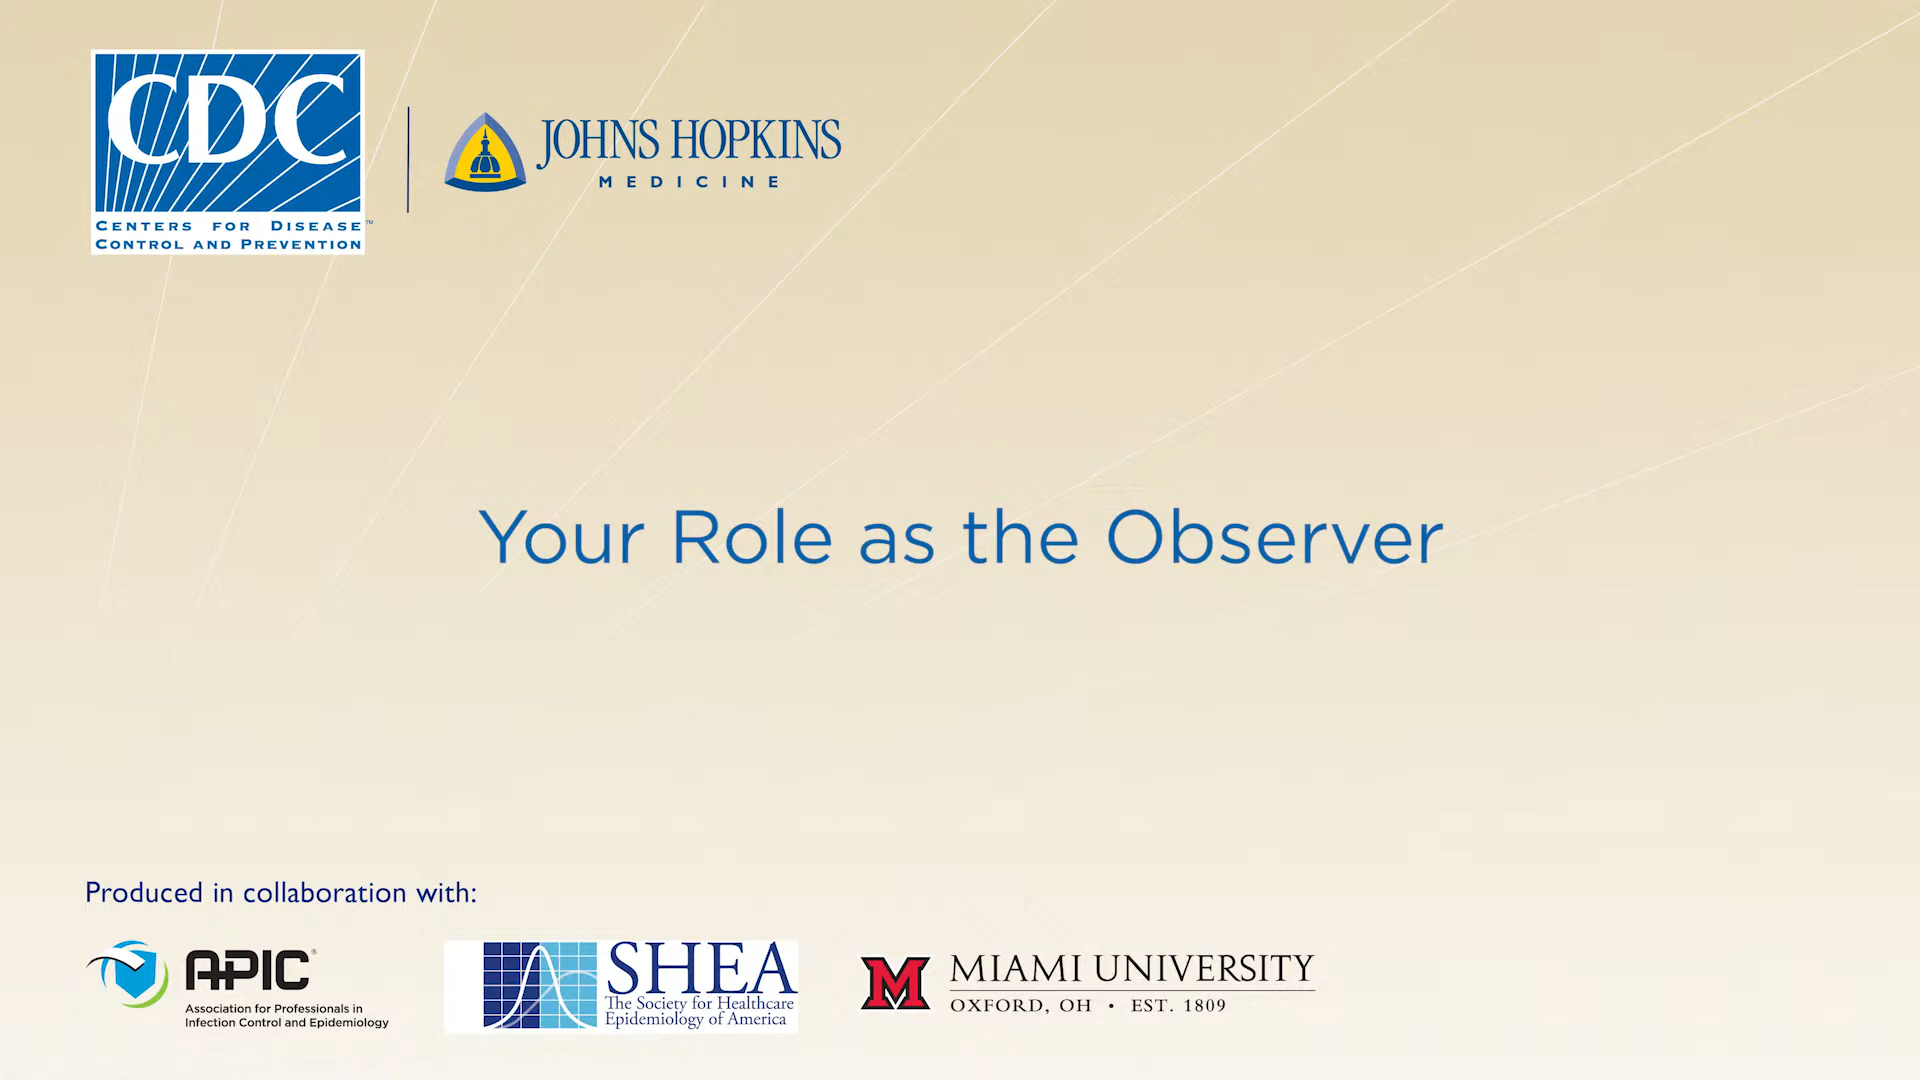 CDC
CENTERS FOR DISEASE™
CONTROL AND PREVENTION
JOHNS HOPKINS
MEDICINE
Your Role as the Observer
Produced in collaboration with:
APIC®
Association for Professionals in
Infection Control and Epidemiology
SHEA
The Society for Healthcare
Epidemiology of America
M
MIAMI UNIVERSITY
OXFORD, OH • EST. 1809